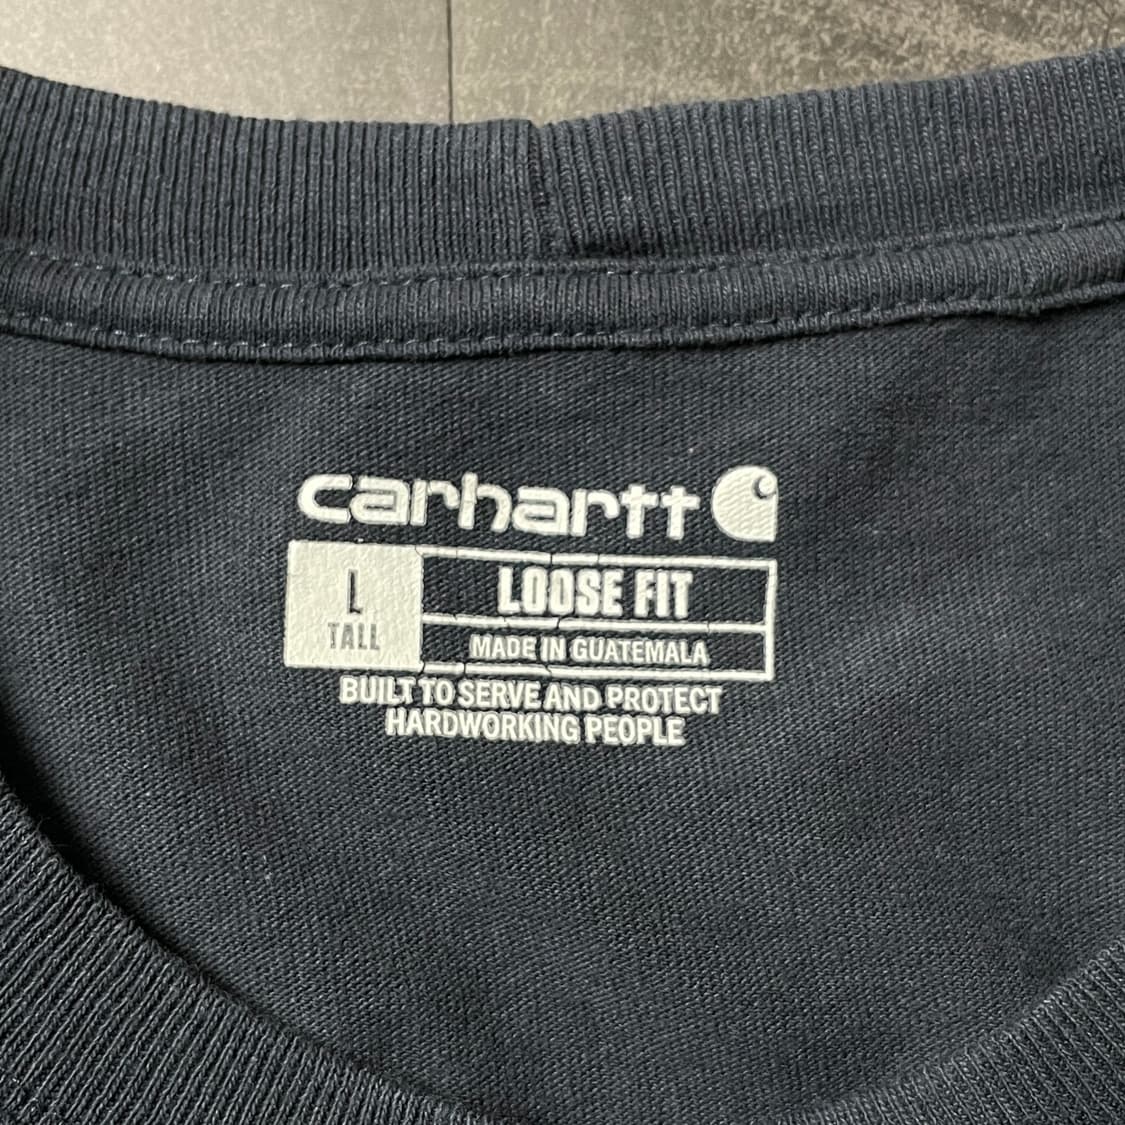 carhartt
L
TALL
LOOSE FIT
MADE IN GUATEMALA
BUILT TO SERVE AND PROTECT
HARDWORKING PEOPLE